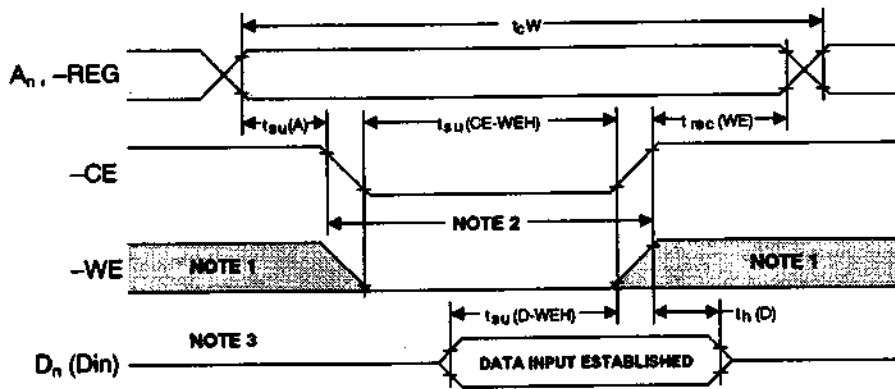 tcW
An, –REG
tsu(A)
tsu(CE-WEH)
trec(WE)
–CE
NOTE 2
–WE
NOTE 1
NOTE 1
tsu(D-WEH)
th(D)
NOTE 3
Dn (Din)
DATA INPUT ESTABLISHED